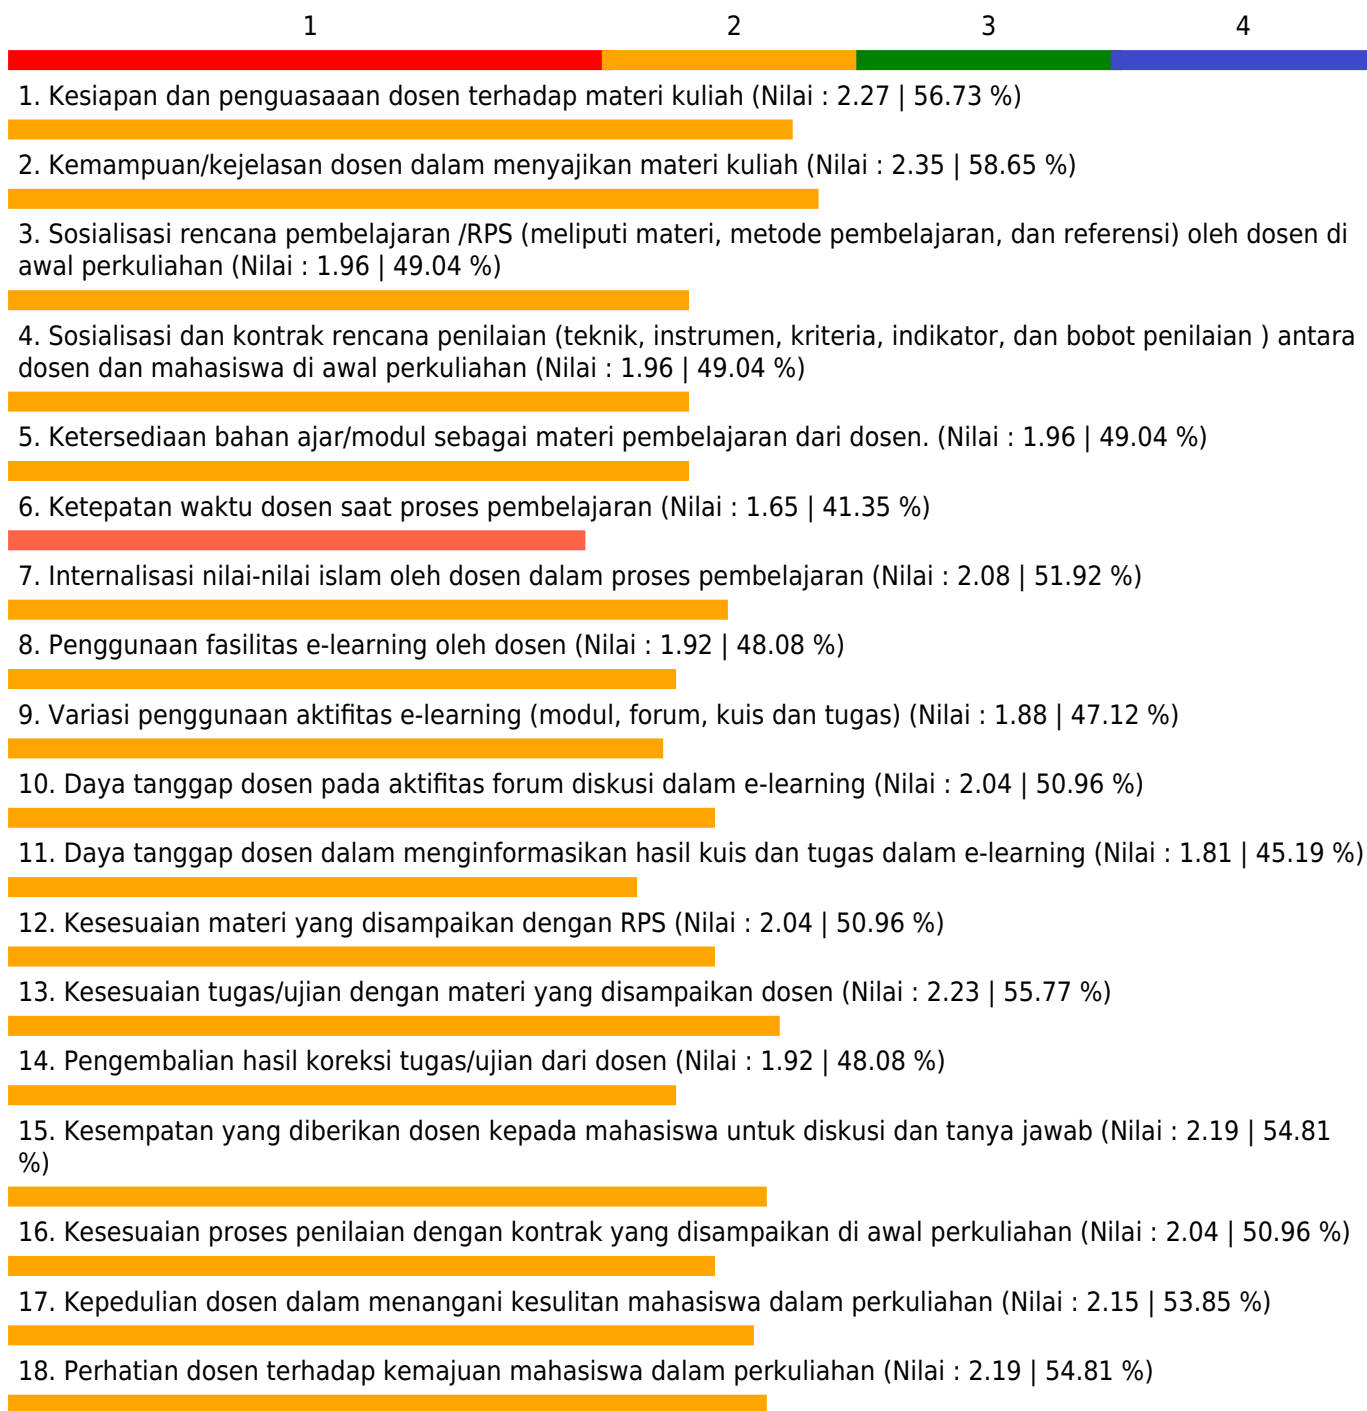 1 2 3 4
1. Kesiapan dan penguasaaan dosen terhadap materi kuliah (Nilai : 2.27 | 56.73 %)
2. Kemampuan/kejelasan dosen dalam menyajikan materi kuliah (Nilai : 2.35 | 58.65 %)
3. Sosialisasi rencana pembelajaran /RPS (meliputi materi, metode pembelajaran, dan referensi) oleh dosen di
awal perkuliahan (Nilai : 1.96 | 49.04 %)
4. Sosialisasi dan kontrak rencana penilaian (teknik, instrumen, kriteria, indikator, dan bobot penilaian ) antara
dosen dan mahasiswa di awal perkuliahan (Nilai : 1.96 | 49.04 %)
5. Ketersediaan bahan ajar/modul sebagai materi pembelajaran dari dosen. (Nilai : 1.96 | 49.04 %)
6. Ketepatan waktu dosen saat proses pembelajaran (Nilai : 1.65 | 41.35 %)
7. Internalisasi nilai-nilai islam oleh dosen dalam proses pembelajaran (Nilai : 2.08 | 51.92 %)
8. Penggunaan fasilitas e-learning oleh dosen (Nilai : 1.92 | 48.08 %)
9. Variasi penggunaan aktifitas e-learning (modul, forum, kuis dan tugas) (Nilai : 1.88 | 47.12 %)
10. Daya tanggap dosen pada aktifitas forum diskusi dalam e-learning (Nilai : 2.04 | 50.96 %)
11. Daya tanggap dosen dalam menginformasikan hasil kuis dan tugas dalam e-learning (Nilai : 1.81 | 45.19 %)
12. Kesesuaian materi yang disampaikan dengan RPS (Nilai : 2.04 | 50.96 %)
13. Kesesuaian tugas/ujian dengan materi yang disampaikan dosen (Nilai : 2.23 | 55.77 %)
14. Pengembalian hasil koreksi tugas/ujian dari dosen (Nilai : 1.92 | 48.08 %)
15. Kesempatan yang diberikan dosen kepada mahasiswa untuk diskusi dan tanya jawab (Nilai : 2.19 | 54.81
%)
16. Kesesuaian proses penilaian dengan kontrak yang disampaikan di awal perkuliahan (Nilai : 2.04 | 50.96 %)
17. Kepedulian dosen dalam menangani kesulitan mahasiswa dalam perkuliahan (Nilai : 2.15 | 53.85 %)
18. Perhatian dosen terhadap kemajuan mahasiswa dalam perkuliahan (Nilai : 2.19 | 54.81 %)